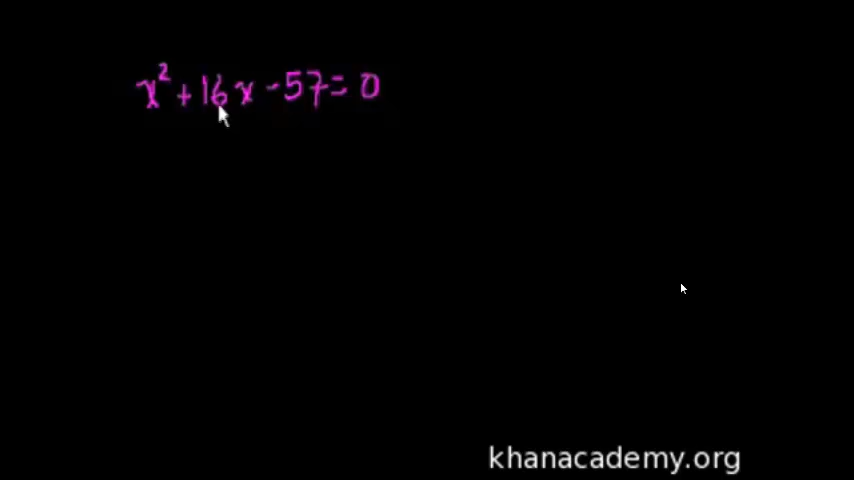 x² + 16x - 57 = 0
khanacademy.org